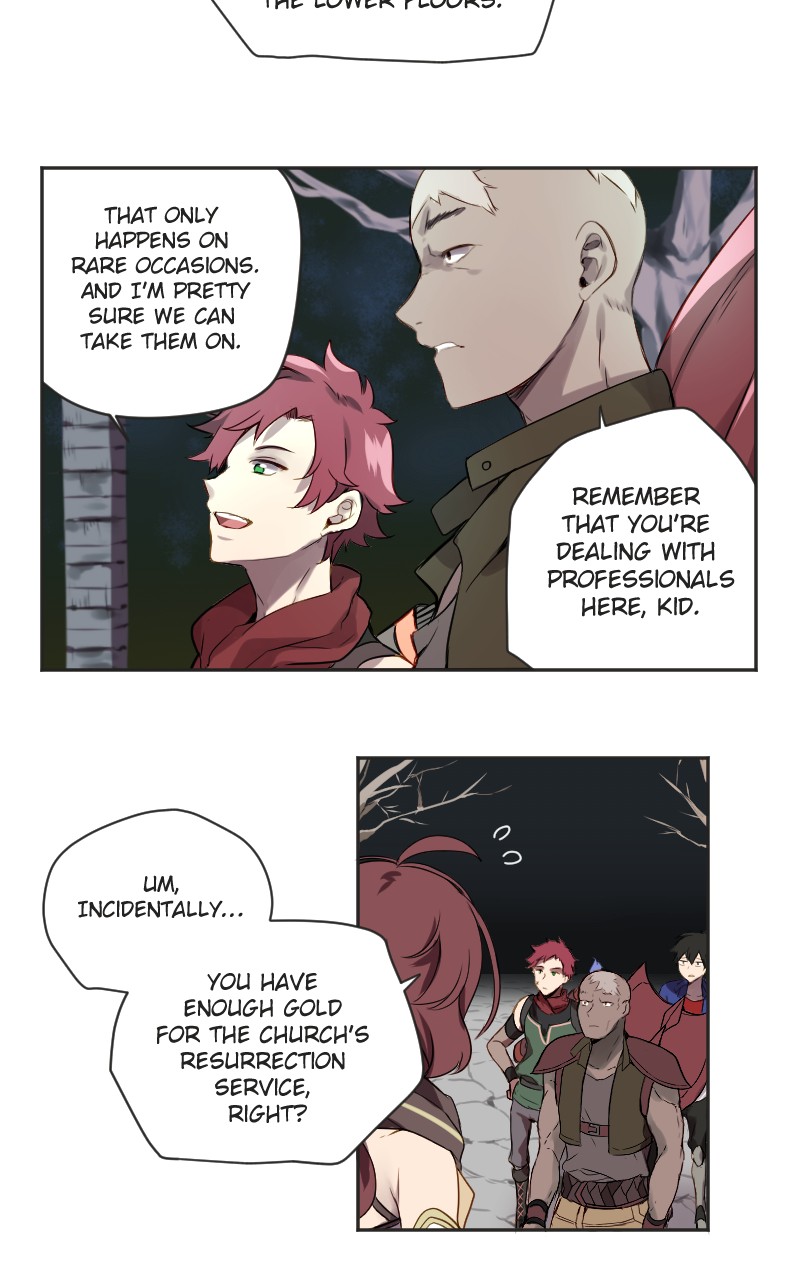 THE LOWER FLOORS.
THAT ONLY
HAPPENS ON
RARE OCCASIONS.
AND I'M PRETTY
SURE WE CAN
TAKE THEM ON.
REMEMBER
THAT YOU'RE
DEALING WITH
PROFESSIONALS
HERE, KID.
UM,
INCIDENTALLY...
YOU HAVE
ENOUGH GOLD
FOR THE CHURCH'S
RESURRECTION
SERVICE,
RIGHT?